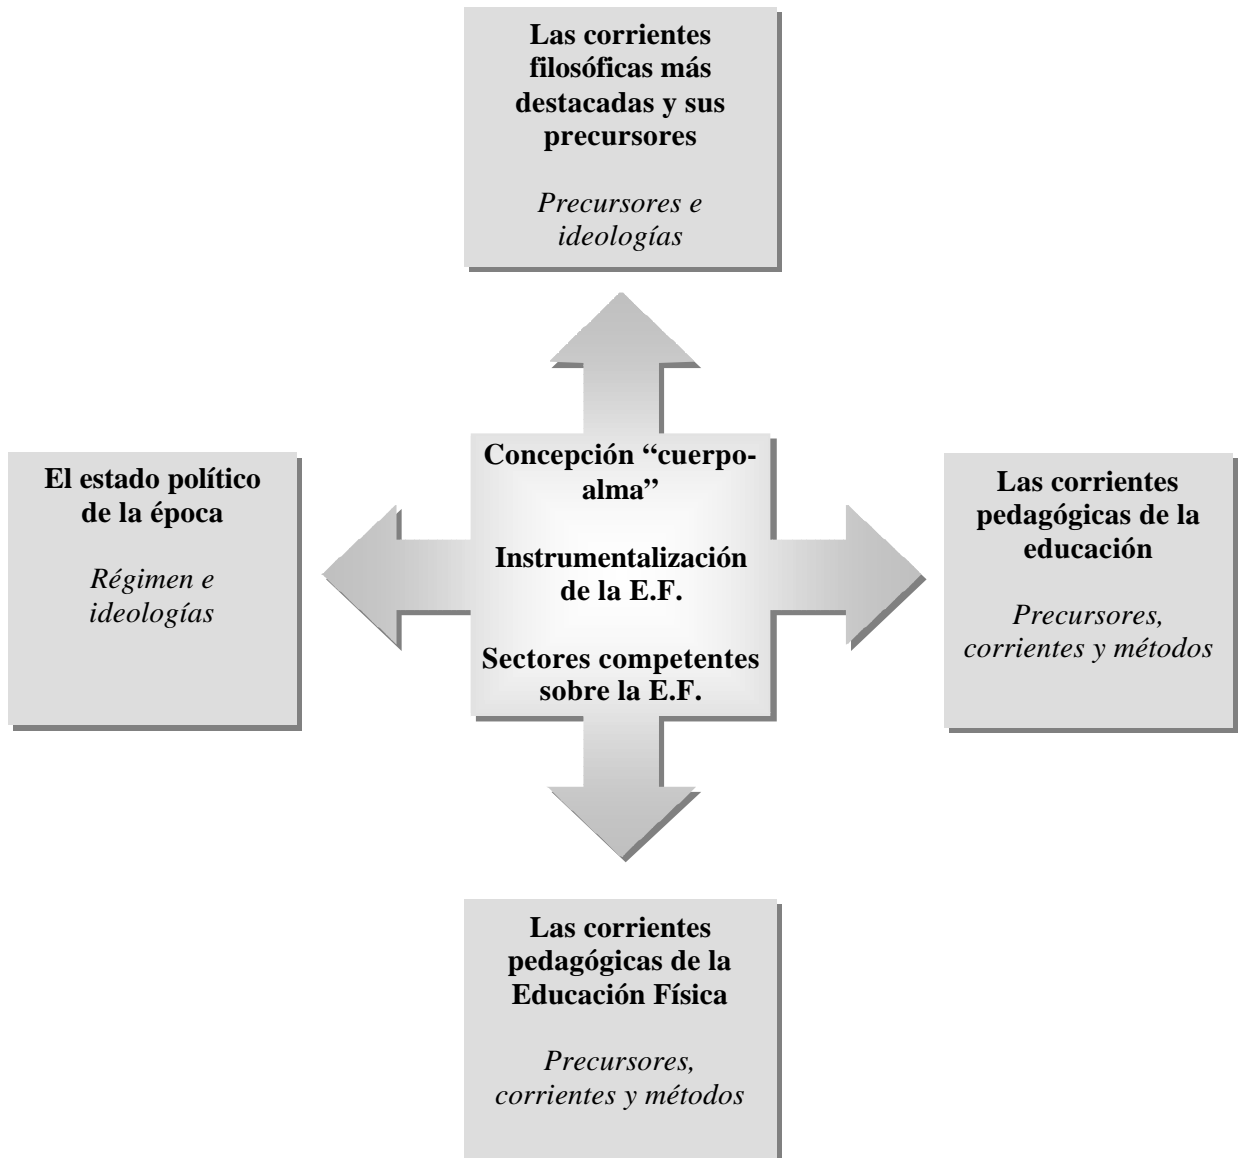 Las corrientes
filosóficas más
destacadas y sus
precursores
Precursores e
ideologías
El estado político
de la época
Régimen e
ideologías
Concepción “cuerpo-
alma”
Instrumentalización
de la E.F.
Sectores competentes
sobre la E.F.
Las corrientes
pedagógicas de la
educación
Precursores,
corrientes y métodos
Las corrientes
pedagógicas de la
Educación Física
Precursores,
corrientes y métodos